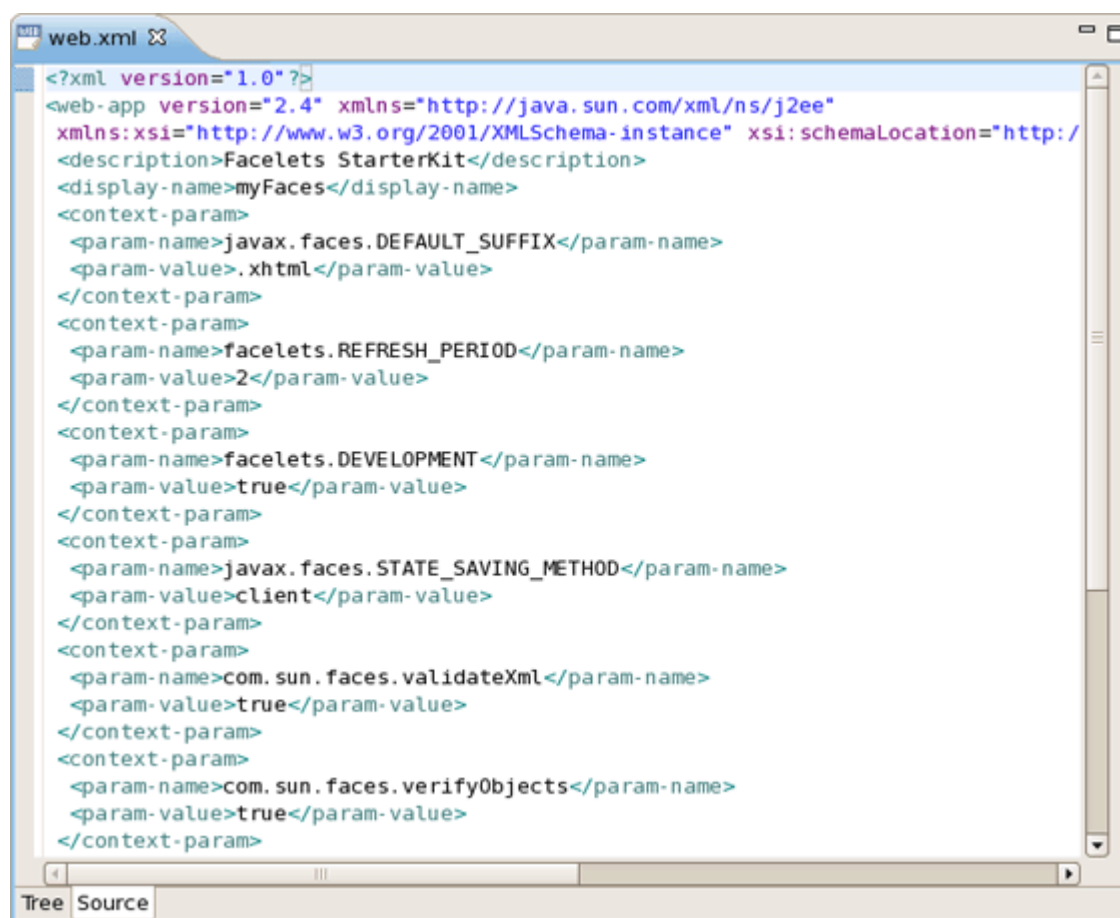 web.xml
<?xml version="1.0"?>
<web-app version="2.4" xmlns="http://java.sun.com/xml/ns/j2ee"
xmlns:xsi="http://www.w3.org/2001/XMLSchema-instance" xsi:schemaLocation="http:/
<description>Facelets StarterKit</description>
<display-name>myFaces</display-name>
<context-param>
<param-name>javax.faces.DEFAULT_SUFFIX</param-name>
<param-value>.xhtml</param-value>
</context-param>
<context-param>
<param-name>facelets.REFRESH_PERIOD</param-name>
<param-value>2</param-value>
</context-param>
<context-param>
<param-name>facelets.DEVELOPMENT</param-name>
<param-value>true</param-value>
</context-param>
<context-param>
<param-name>javax.faces.STATE_SAVING_METHOD</param-name>
<param-value>client</param-value>
</context-param>
<context-param>
<param-name>com.sun.faces.validateXml</param-name>
<param-value>true</param-value>
</context-param>
<context-param>
<param-name>com.sun.faces.verifyObjects</param-name>
<param-value>true</param-value>
</context-param>
Tree Source